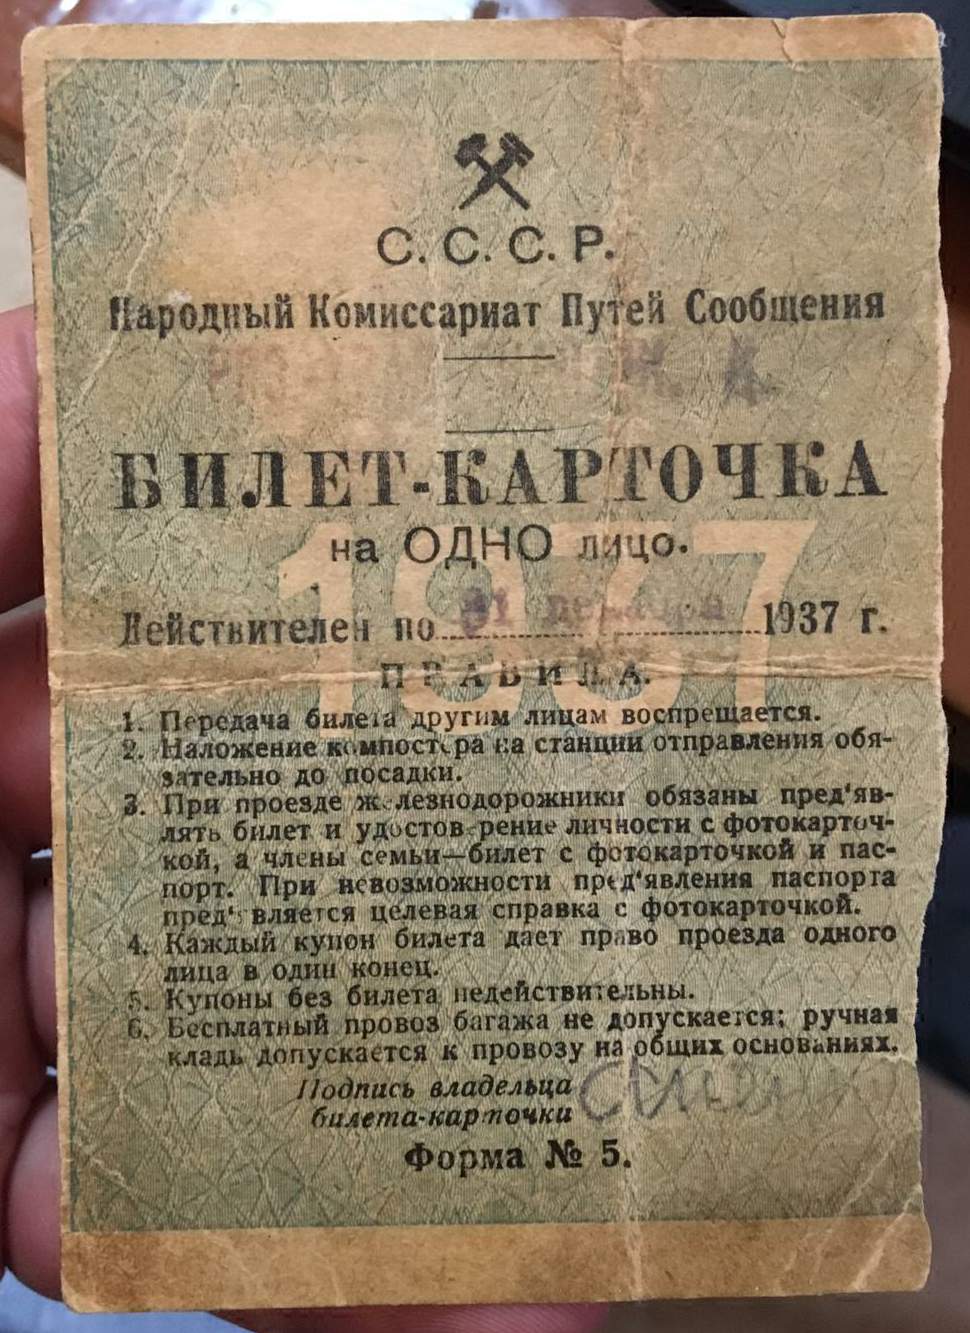 С. С. С. Р.
Народный Комиссариат Путей Сообщения
Ж. Д.
БИЛЕТ-КАРТОЧКА
на ОДНО лицо.
1937
Действителен по 31 декабря 1937 г.
ПРАВИЛА.
1. Передача билета другим лицам воспрещается.
2. Наложение компостера на станции отправления обя-
зательно до посадки.
3. При проезде железнодорожники обязаны пред'яв-
лять билет и удостоверение личности с фотокарточ-
кой, а члены семьи—билет с фотокарточкой и пас-
порт. При невозможности пред'явления паспорта
пред'является целевая справка с фотокарточкой.
4. Каждый купон билета дает право проезда одного
лица в один конец.
5. Купоны без билета недействительны.
6. Бесплатный провоз багажа не допускается; ручная
кладь допускается к провозу на общих основаниях.
Подпись владельца
билета-карточки
Форма № 5.